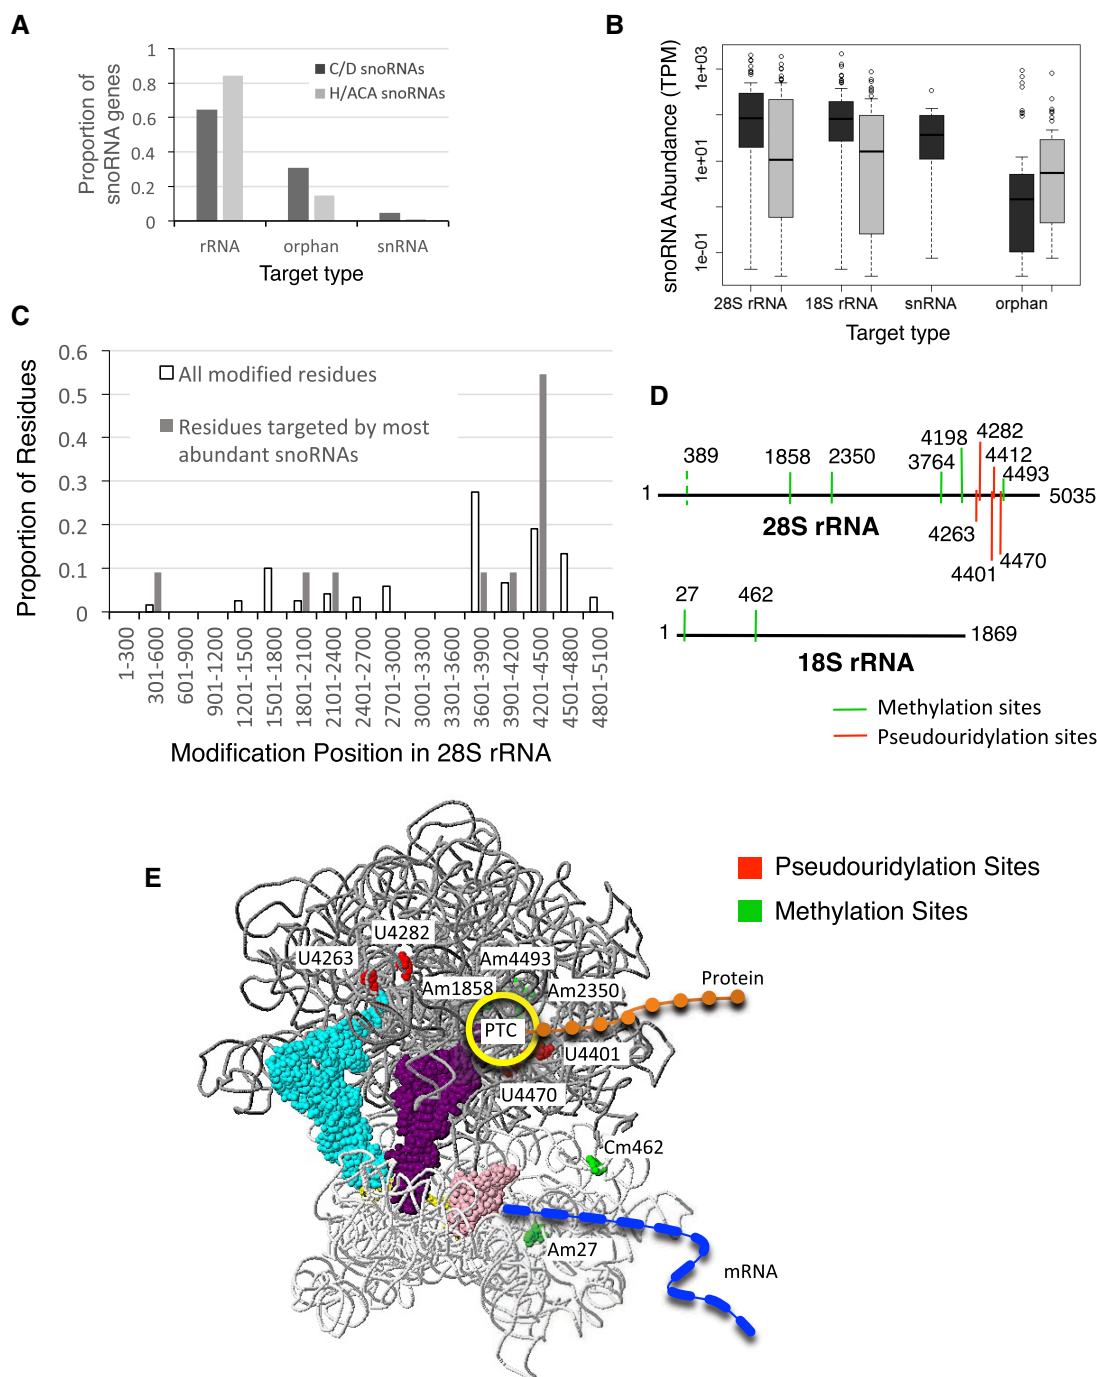 A
Proportion of
snoRNA genes
1
0.8
0.6
0.4
0.2
0
C/D snoRNAs
H/ACA snoRNAs
rRNA
orphan
snRNA
Target type
B
snoRNA Abundance (TPM)
1e+03
1e+01
1e-01
28S rRNA
18S rRNA
snRNA
orphan
Target type
C
Proportion of Residues
0.6
0.5
0.4
0.3
0.2
0.1
0
All modified residues
Residues targeted by most
abundant snoRNAs
1-300
301-600
601-900
901-1200
1201-1500
1501-1800
1801-2100
2101-2400
2401-2700
2701-3000
3001-3300
3301-3600
3601-3900
3901-4200
4201-4500
4501-4800
4801-5100
Modification Position in 28S rRNA
D
389
1858
2350
3764
4198
4282
4412
4493
1
5035
28S rRNA
4263
4401
4470
27
462
1
1869
18S rRNA
Methylation sites
Pseudouridylation sites
E
Pseudouridylation Sites
Methylation Sites
U4282
U4263
Am4493
Am1858
Am2350
Protein
PTC
U4401
U4470
Cm462
Am27
mRNA